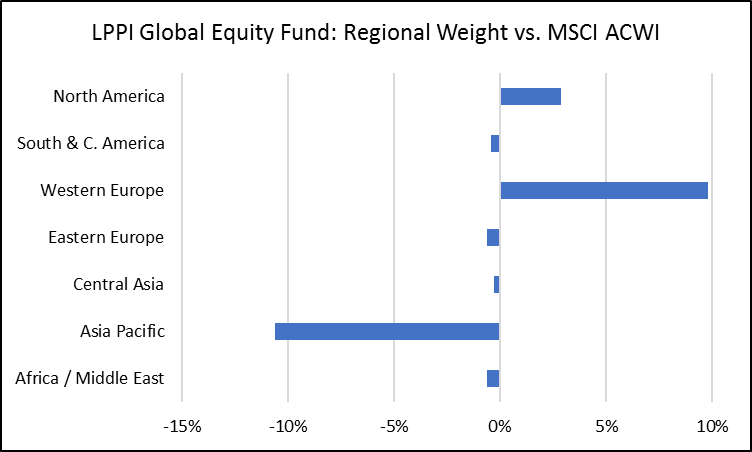 LPPI Global Equity Fund: Regional Weight vs. MSCI ACWI
North America
South & C. America
Western Europe
Eastern Europe
Central Asia
Asia Pacific
Africa / Middle East
-15% -10% -5% 0% 5% 10%